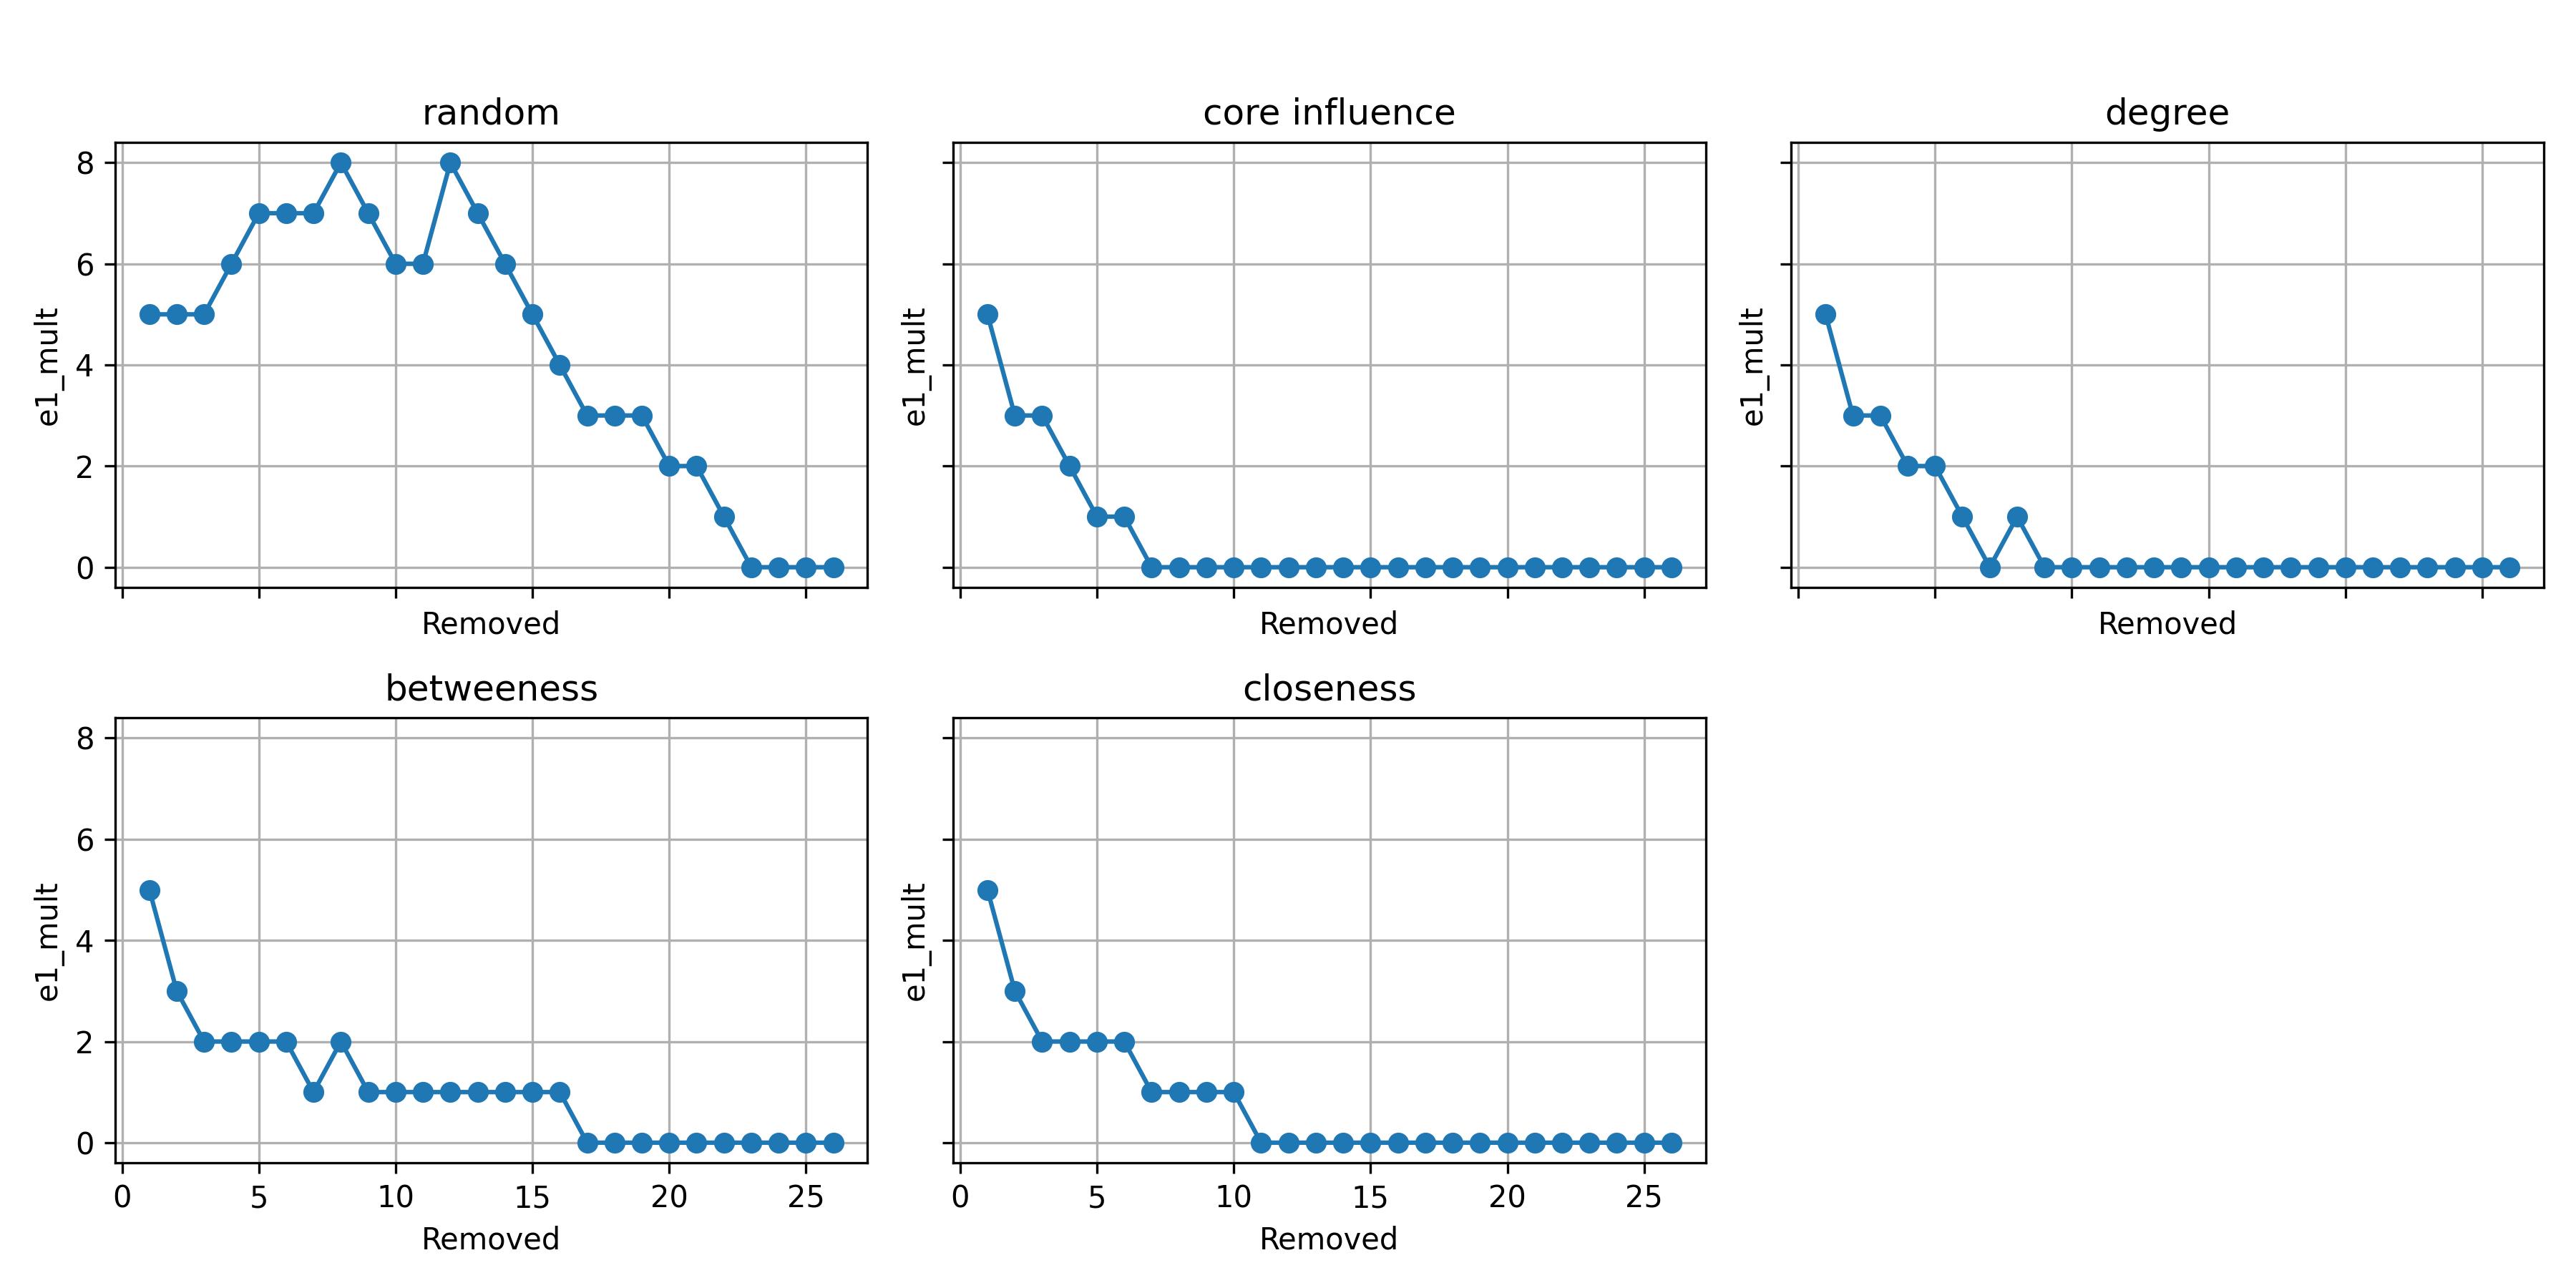 random
8
6
4
2
0
e1_mult
Removed
core influence
e1_mult
Removed
degree
e1_mult
Removed
betweeness
8
6
4
2
0
e1_mult
0 5 10 15 20 25
Removed
closeness
e1_mult
0 5 10 15 20 25
Removed